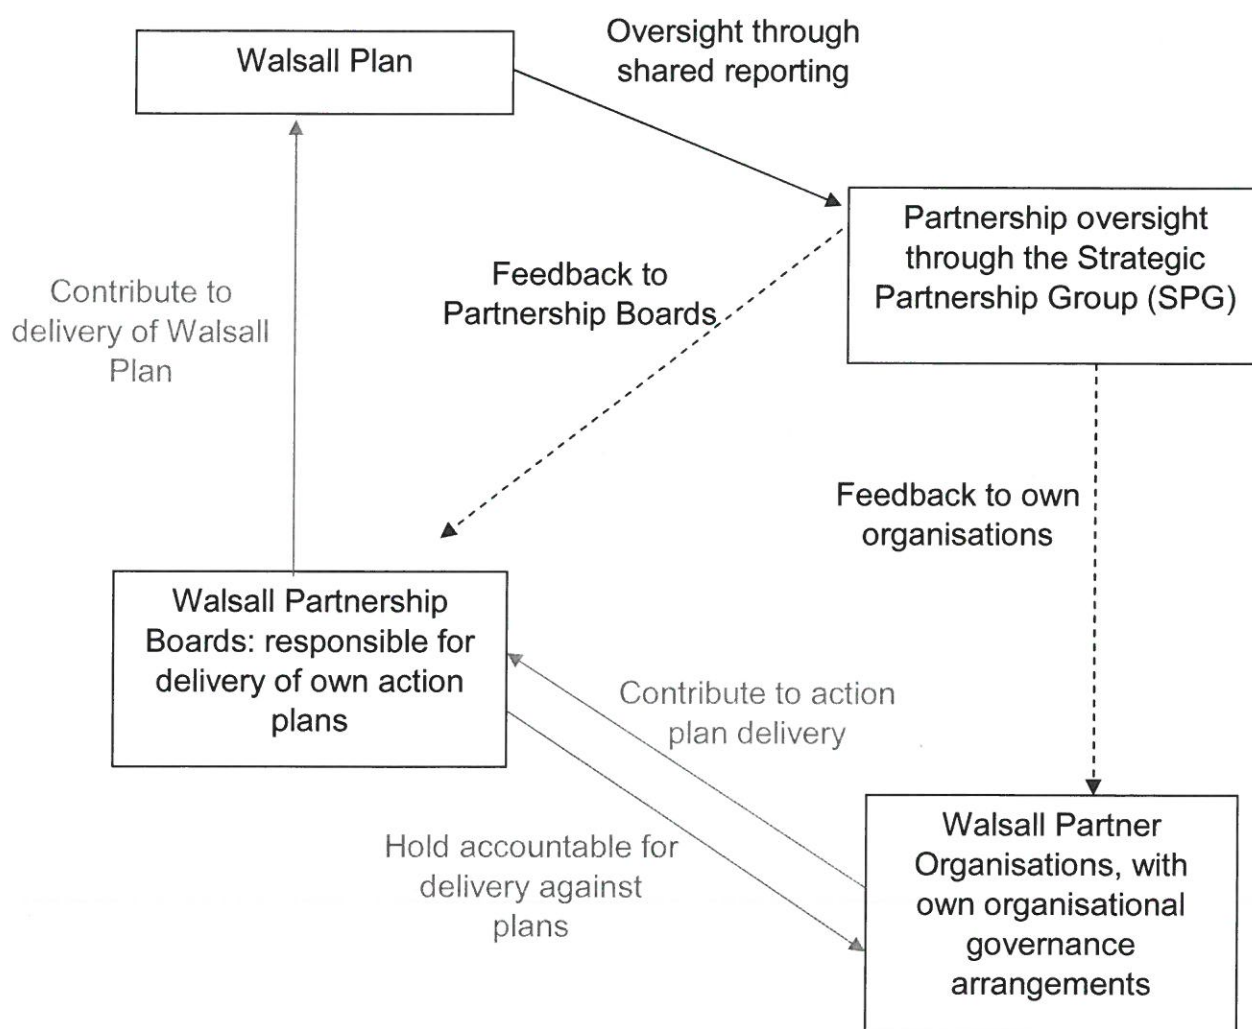 Walsall Plan
Oversight through
shared reporting
Partnership oversight
through the Strategic
Partnership Group (SPG)
Contribute to
delivery of Walsall
Plan
Feedback to
Partnership Boards
Feedback to own
organisations
Walsall Partnership
Boards: responsible for
delivery of own action
plans
Contribute to action
plan delivery
Hold accountable for
delivery against
plans
Walsall Partner
Organisations, with
own organisational
governance
arrangements